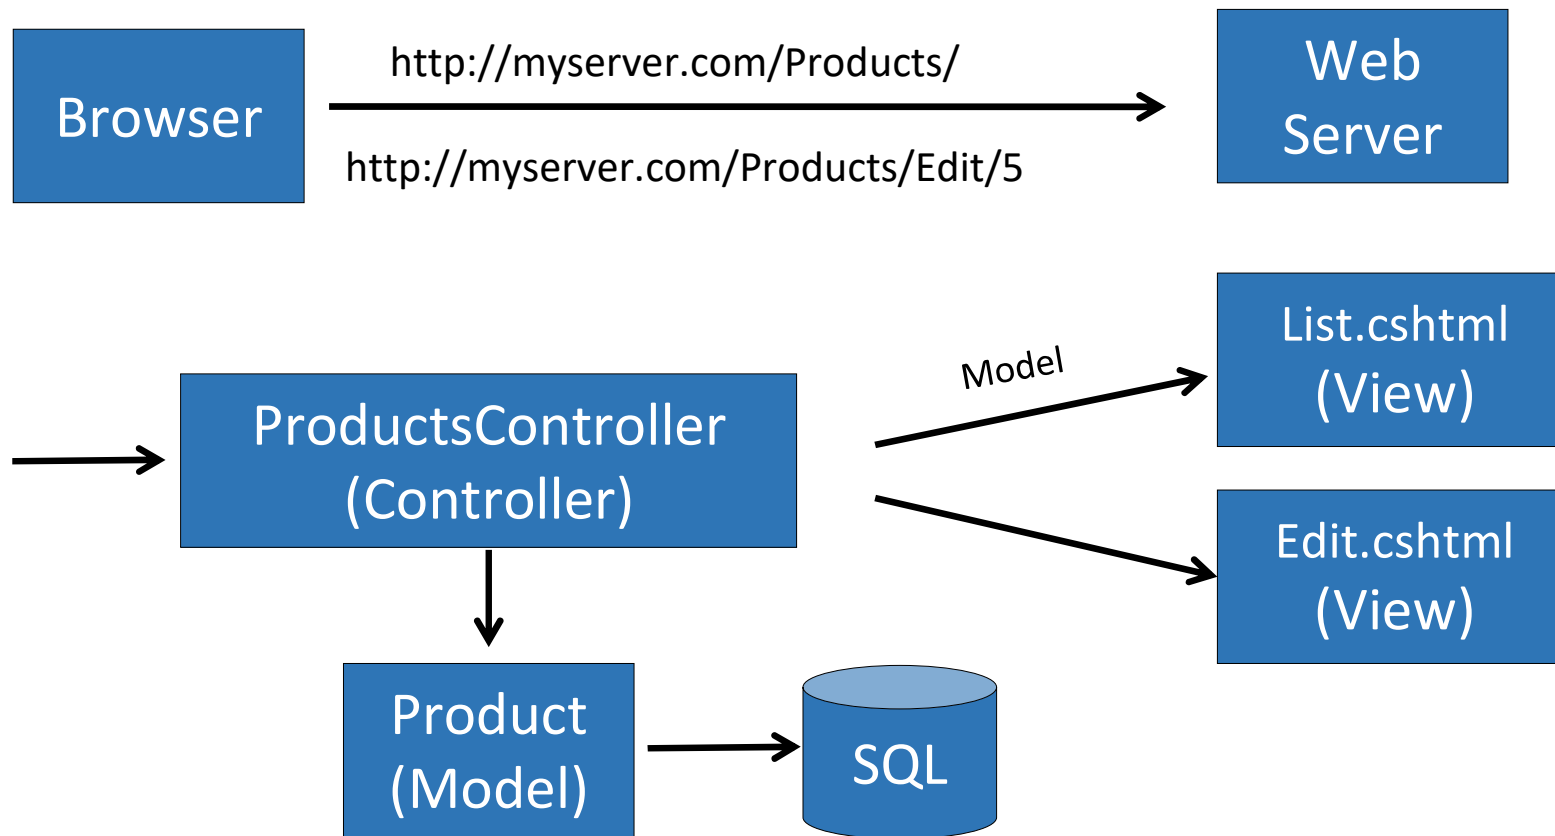 Browser
http://myserver.com/Products/
http://myserver.com/Products/Edit/5
Web
Server
ProductsController
(Controller)
Model
List.cshtml
(View)
Edit.cshtml
(View)
Product
(Model)
SQL